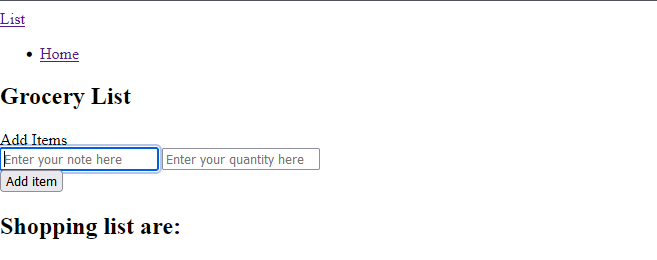 List
Home
Grocery List
Add Items
Enter your note here Enter your quantity here
Add item
Shopping list are: